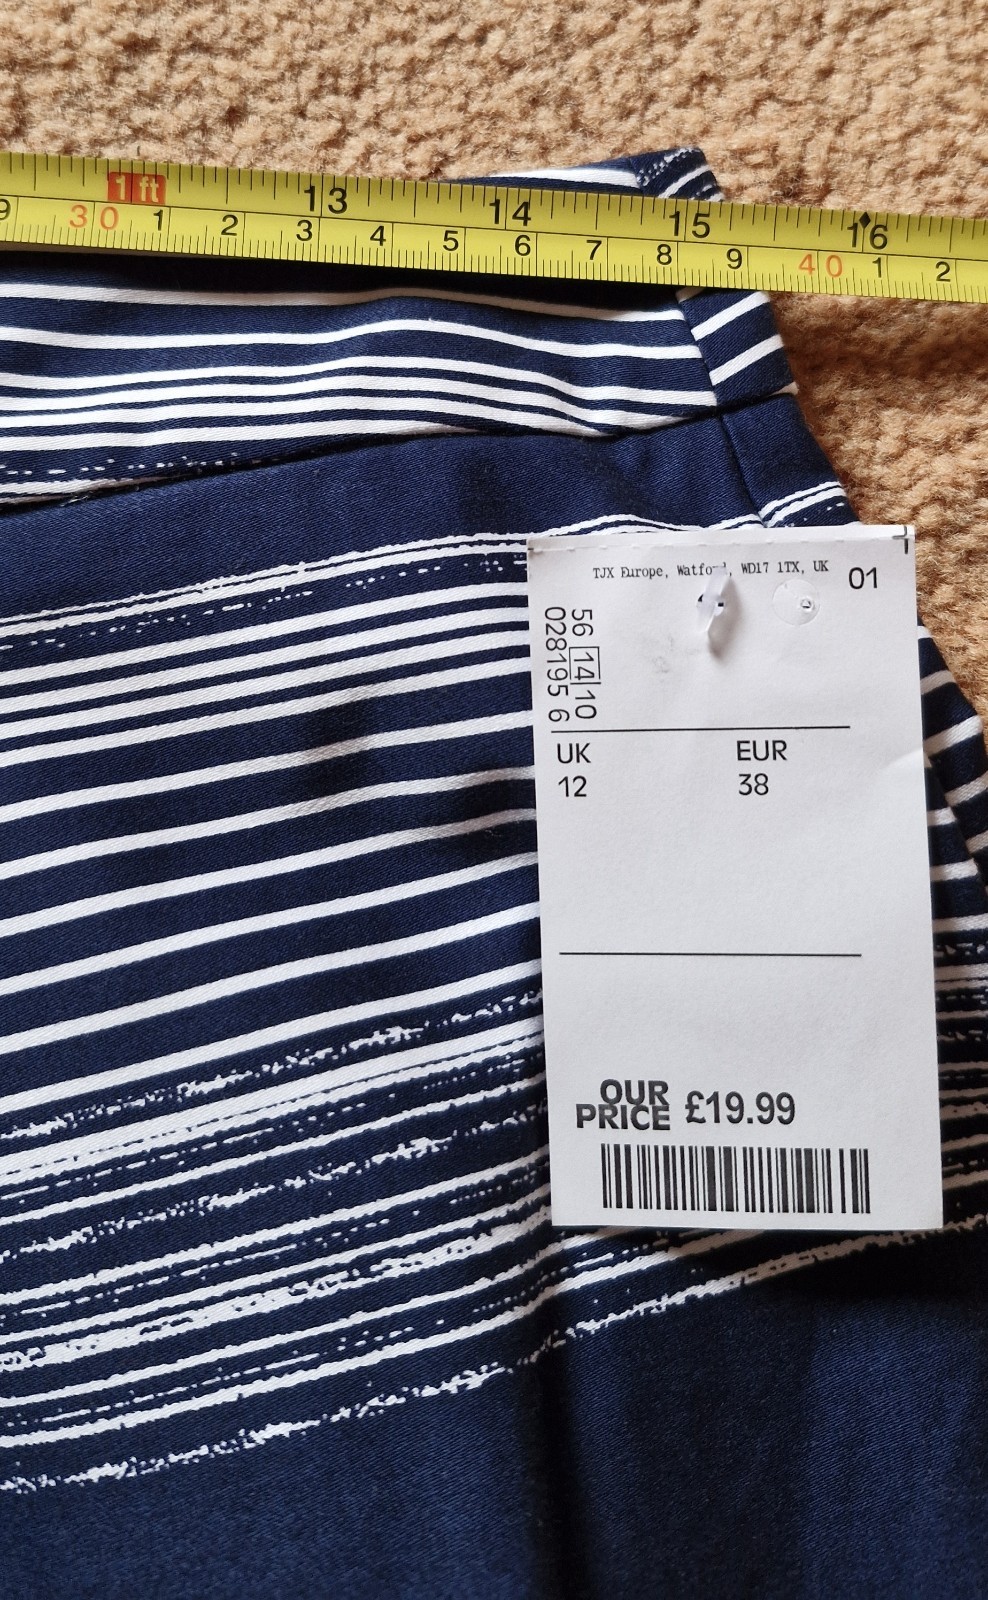 1 ft 13 14 15 16
9 30 1 2 3 4 5 6 7 8 9 40 1 2
TJX Europe, Watford, WD17 1TX, UK
01
56 14 10
028195 6
UK EUR
12 38
OUR PRICE £19.99